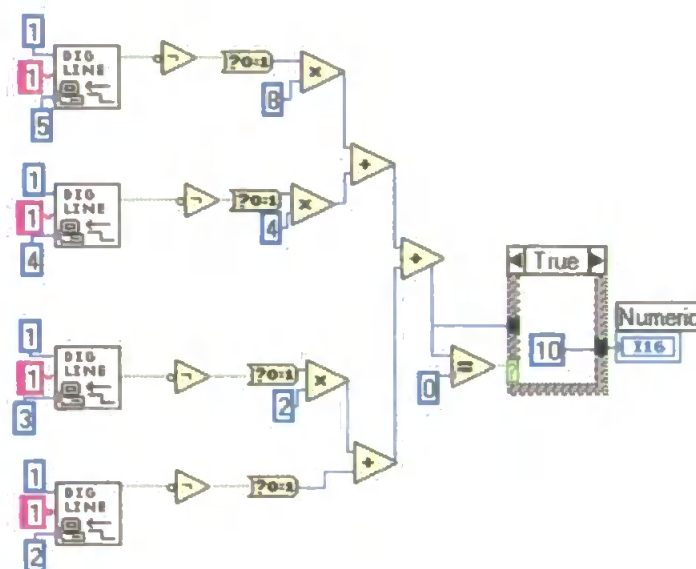 1
DIG
LINE
1
5
?0=1
×
8
+
1
DIG
LINE
1
4
?0=1
×
4
+
True
Numeric
10
I16
=
0
?
1
DIG
LINE
1
3
?0=1
×
2
+
1
DIG
LINE
1
2
?0=1